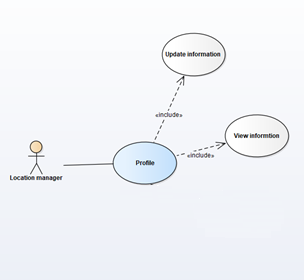 Update information
«include»
View informtion
«include»
Profile
Location manager